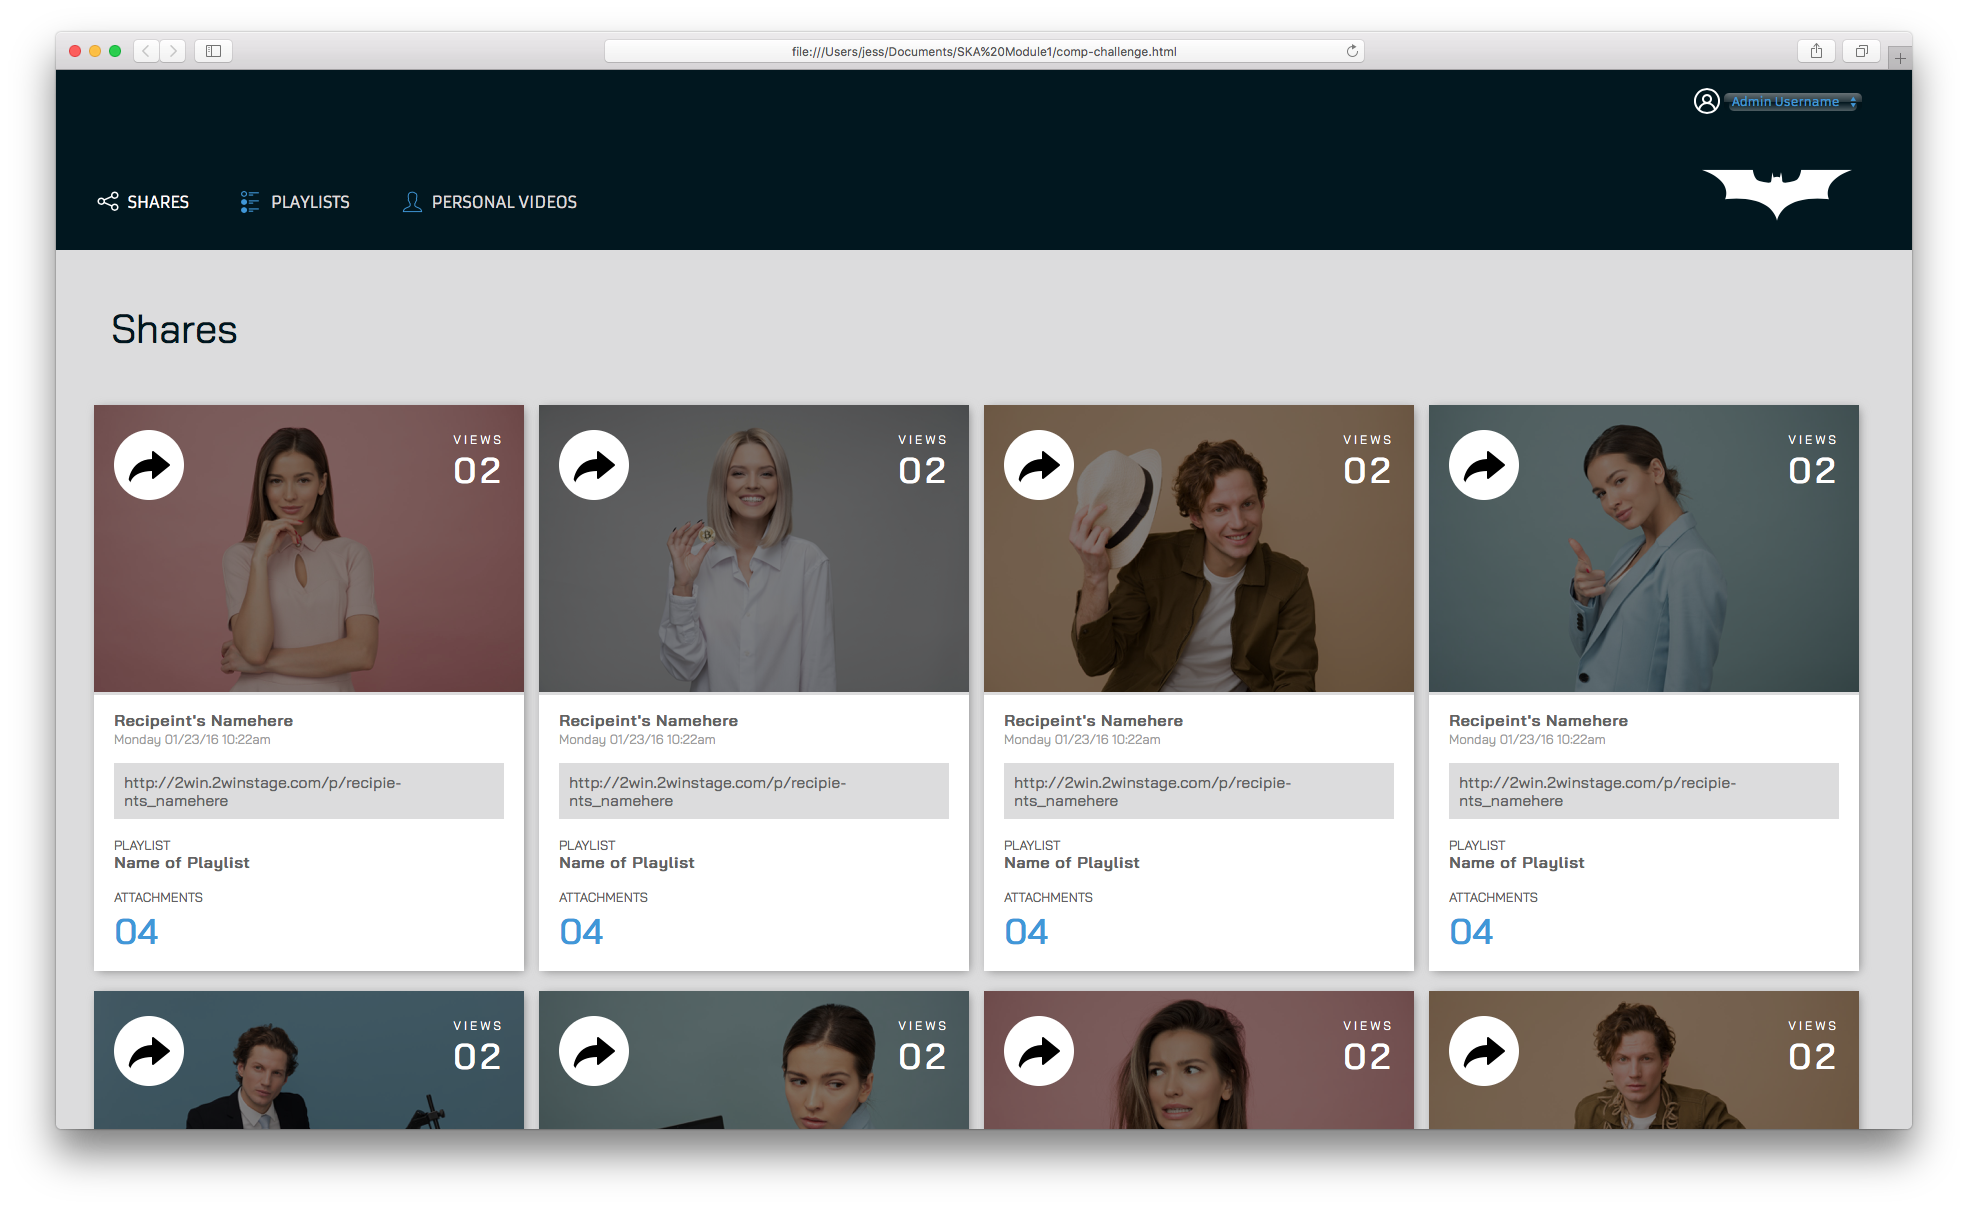 file:///Users/jess/Documents/SKA%20Module1/comp-challenge.html
Admin Username
SHARES
PLAYLISTS
PERSONAL VIDEOS
Shares
VIEWS
02
VIEWS
02
VIEWS
02
VIEWS
02
Recipeint's Namehere
Monday 01/23/16 10:22am
http://2win.2winstage.com/p/recipie-
nts_namehere
PLAYLIST
Name of Playlist
ATTACHMENTS
04
Recipeint's Namehere
Monday 01/23/16 10:22am
http://2win.2winstage.com/p/recipie-
nts_namehere
PLAYLIST
Name of Playlist
ATTACHMENTS
04
Recipeint's Namehere
Monday 01/23/16 10:22am
http://2win.2winstage.com/p/recipie-
nts_namehere
PLAYLIST
Name of Playlist
ATTACHMENTS
04
Recipeint's Namehere
Monday 01/23/16 10:22am
http://2win.2winstage.com/p/recipie-
nts_namehere
PLAYLIST
Name of Playlist
ATTACHMENTS
04
VIEWS
02
VIEWS
02
VIEWS
02
VIEWS
02